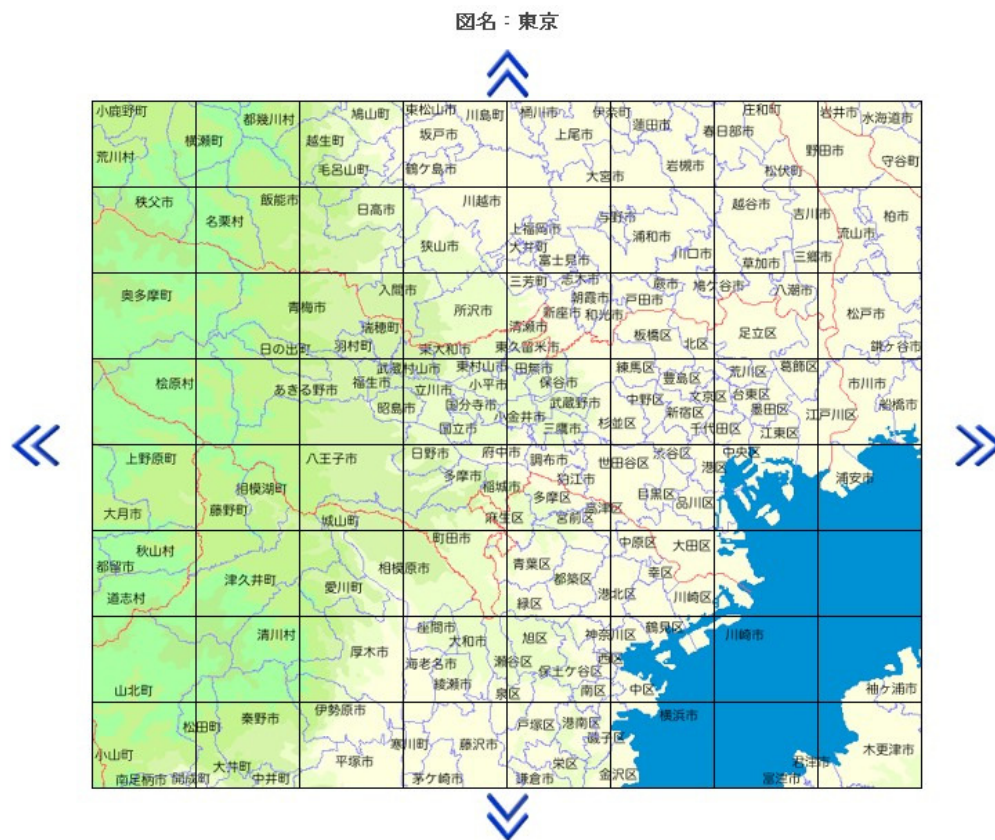 図名：東京
小鹿野町
都幾川村
鳩山町
東松山市
川島町
桶川市
伊奈町
蓮田市
庄和町
岩井市
水海道市
横瀬町
越生町
坂戸市
上尾市
春日部市
野田市
荒川村
毛呂山町
鶴ケ島市
大宮市
岩槻市
松伏町
守谷町
秩父市
飯能市
日高市
川越市
与野市
越谷市
吉川市
柏市
名栗村
狭山市
上福岡市
大井町
富士見市
浦和市
川口市
草加市
三郷市
流山市
奥多摩町
青梅市
入間市
所沢市
三芳町
志木市
朝霞市
新座市
和光市
蕨市
戸田市
鳩ケ谷市
八潮市
松戸市
瑞穂町
羽村町
日の出町
東大和市
清瀬市
東久留米市
板橋区
北区
足立区
鎌ケ谷市
桧原村
あきる野市
福生市
武蔵村山市
昭島市
立川市
東村山市
小平市
国分寺市
国立市
小金井市
田無市
保谷市
武蔵野市
三鷹市
練馬区
豊島区
中野区
杉並区
新宿区
文京区
千代田区
荒川区
台東区
墨田区
江東区
葛飾区
江戸川区
市川市
船橋市
上野原町
相模湖町
八王子市
日野市
府中市
多摩市
稲城市
調布市
狛江市
世田谷区
渋谷区
港区
中央区
浦安市
大月市
藤野町
城山町
麻生区
多摩区
宮前区
高津区
目黒区
品川区
秋山村
都留市
道志村
津久井町
愛川町
相模原市
町田市
青葉区
都築区
緑区
中原区
港北区
幸区
大田区
川崎区
清川村
厚木市
座間市
大和市
海老名市
綾瀬市
旭区
瀬谷区
保土ケ谷区
泉区
南区
神奈川区
西区
鶴見区
中区
川崎市
山北町
袖ヶ浦市
松田町
秦野市
伊勢原市
寒川町
藤沢市
戸塚区
港南区
磯子区
横浜市
小山町
南足柄市
開成町
大井町
中井町
平塚市
茅ケ崎市
栄区
鎌倉市
金沢区
君津市
富津市
木更津市